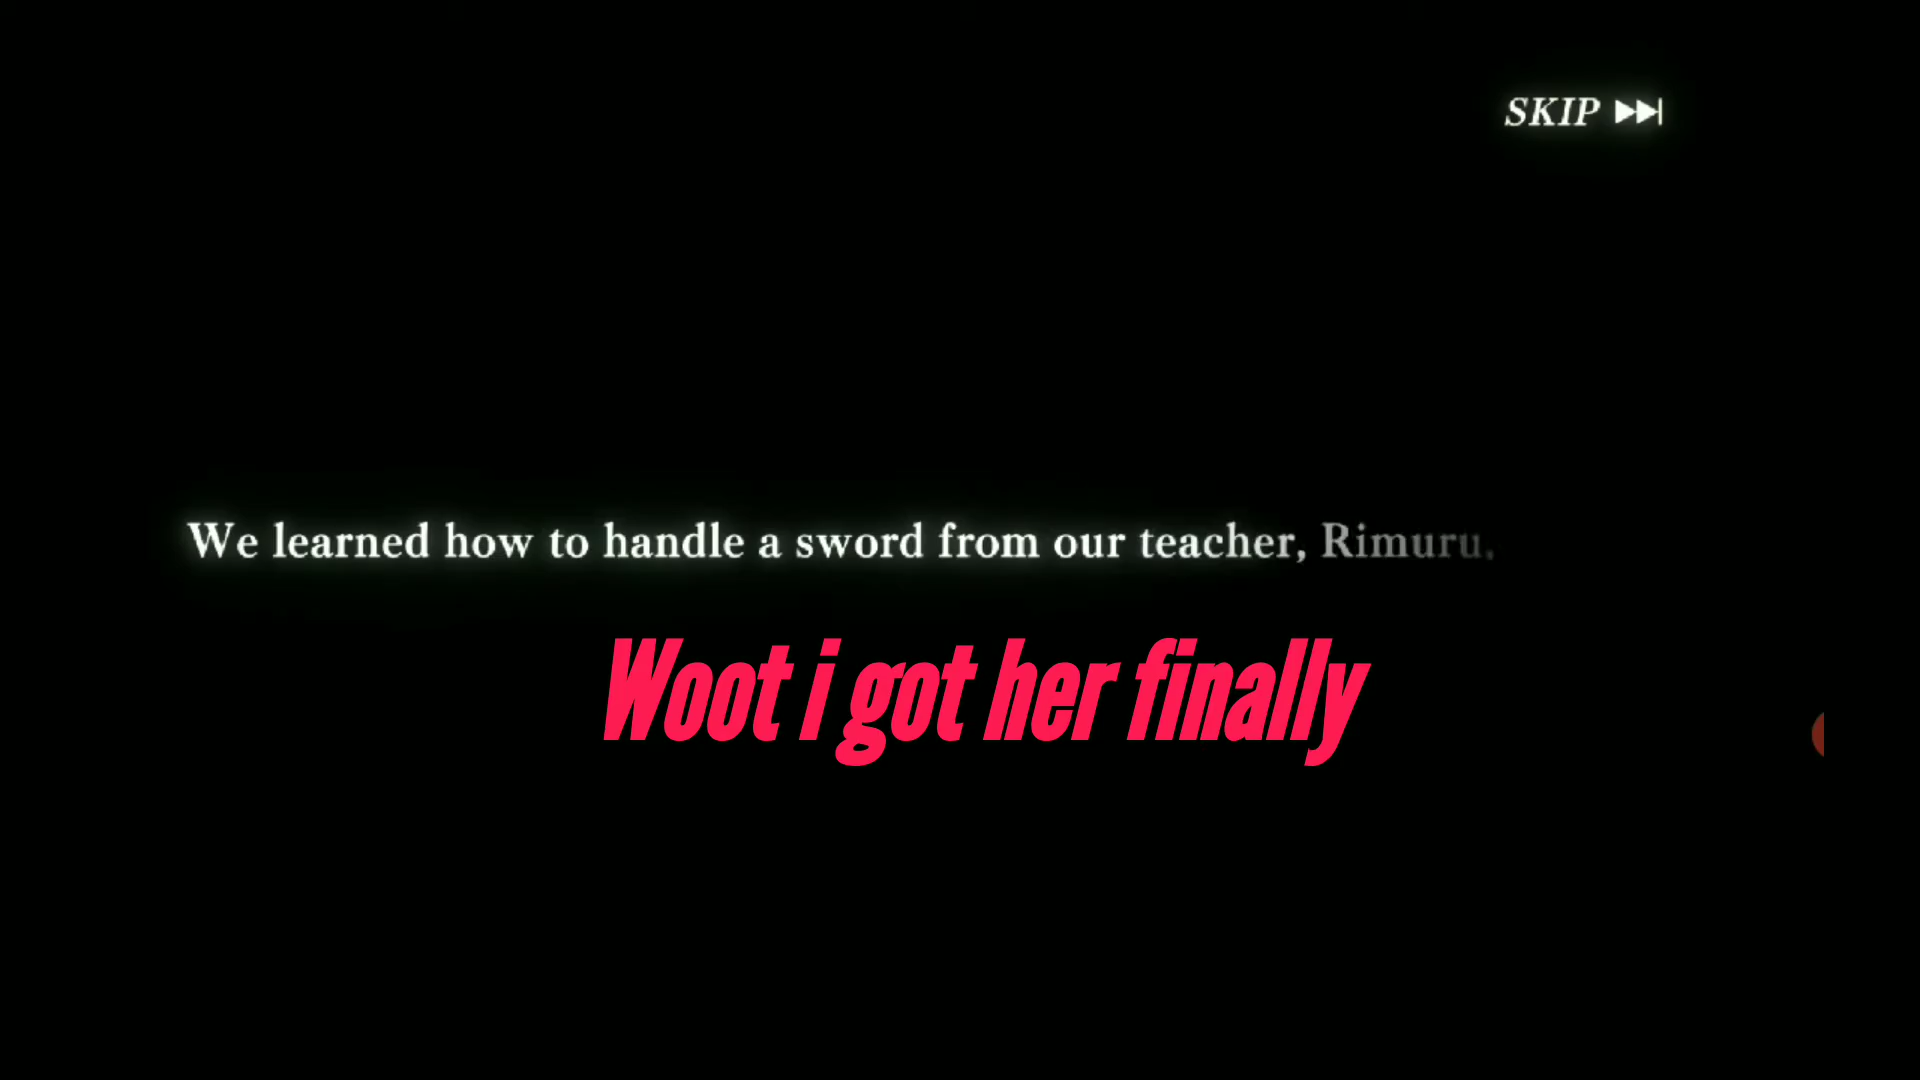 SKIP
We learned how to handle a sword from our teacher, Rimuru.
Woot i got her finally